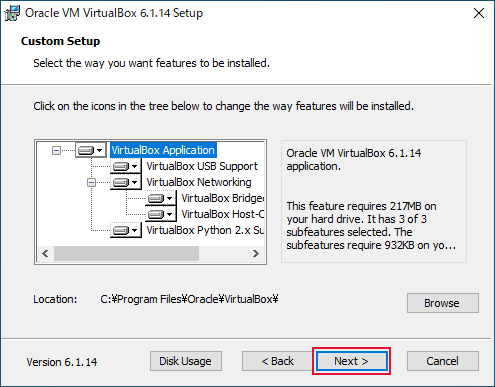 Oracle VM VirtualBox 6.1.14 Setup
Custom Setup
Select the way you want features to be installed.
Click on the icons in the tree below to change the way features will be installed.
VirtualBox Application
VirtualBox USB Support
VirtualBox Networking
VirtualBox Bridge
VirtualBox Host-C
VirtualBox Python 2.x Su
Oracle VM VirtualBox 6.1.14
application.
This feature requires 217MB on
your hard drive. It has 3 of 3
subfeatures selected. The
subfeatures require 932KB on yo...
Location: C:¥Program Files¥Oracle¥VirtualBox¥
Browse
Version 6.1.14 Disk Usage < Back Next > Cancel